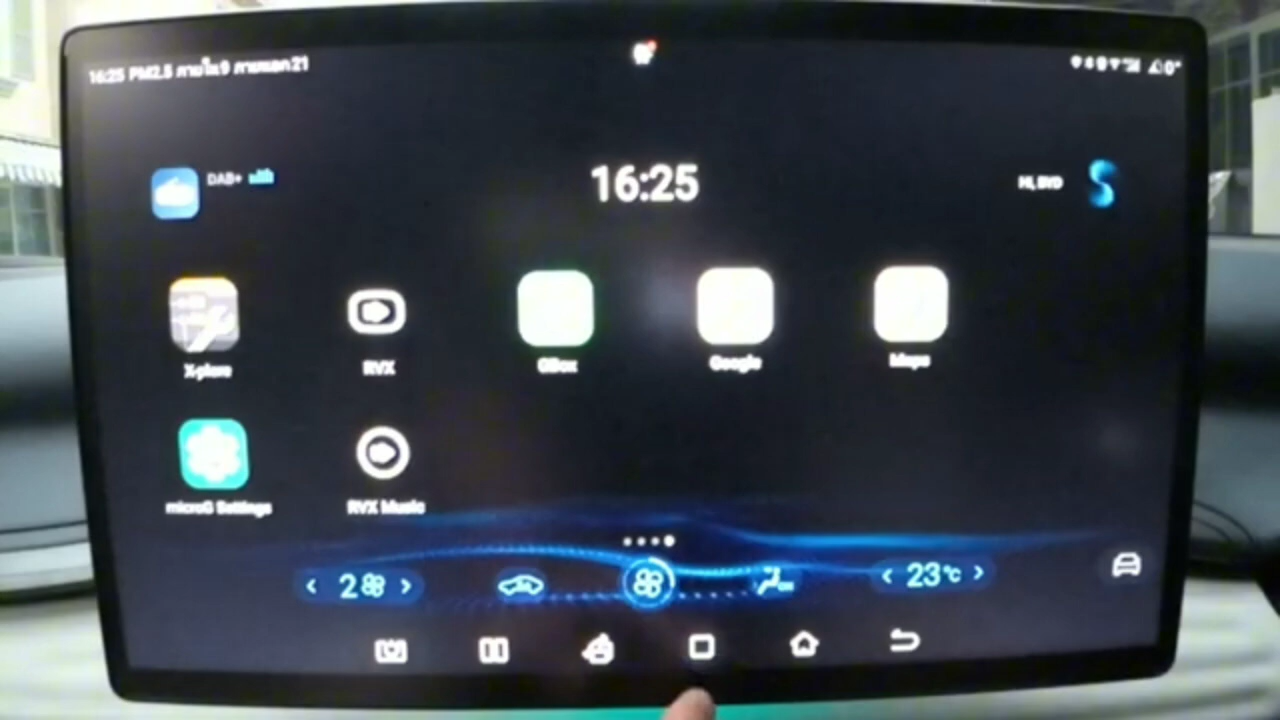 16:25 PM2.5 ภายใน9 ภายนอก21
DAB+
16:25
Hi, BYD
X-plore
RVX
GBox
Google
Maps
microG Settings
RVX Music
2
23°C